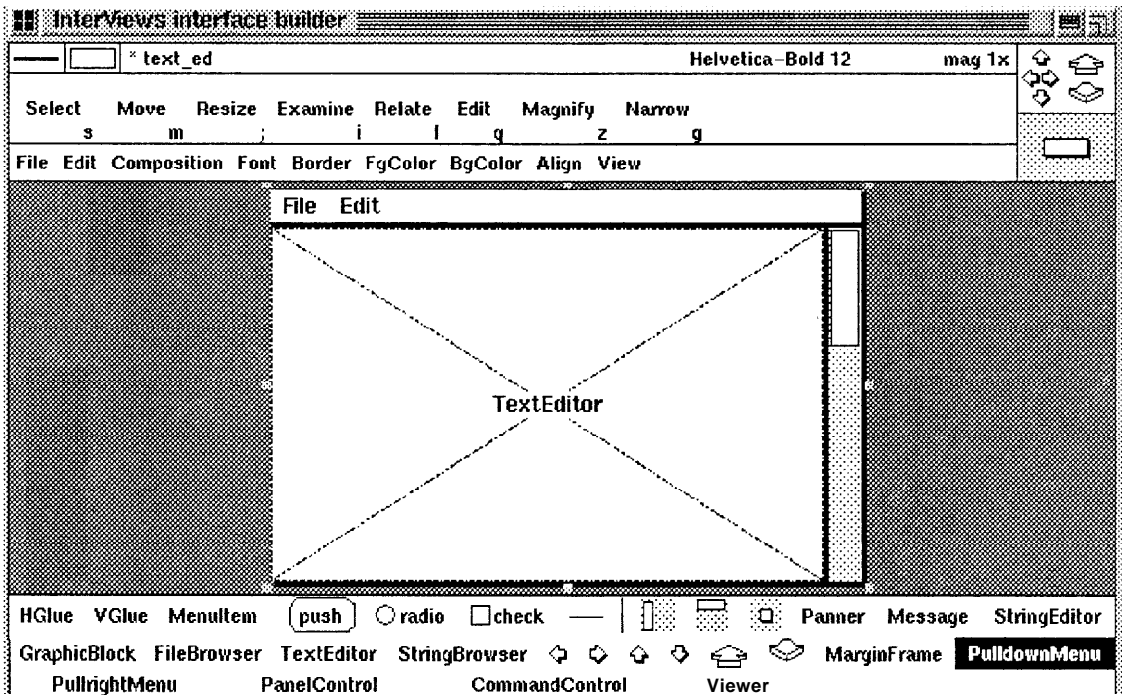 InterViews interface builder
* text_ed Helvetica-Bold 12 mag 1x
Select Move Resize Examine Relate Edit Magnify Narrow
s m ; i f q z g
File Edit Composition Font Border FgColor BgColor Align View
File Edit
TextEditor
HGlue VGlue MenuItem push radio check Panner Message StringEditor
GraphicBlock FileBrowser TextEditor StringBrowser MarginFrame PulldownMenu
PullrightMenu PanelControl CommandControl Viewer